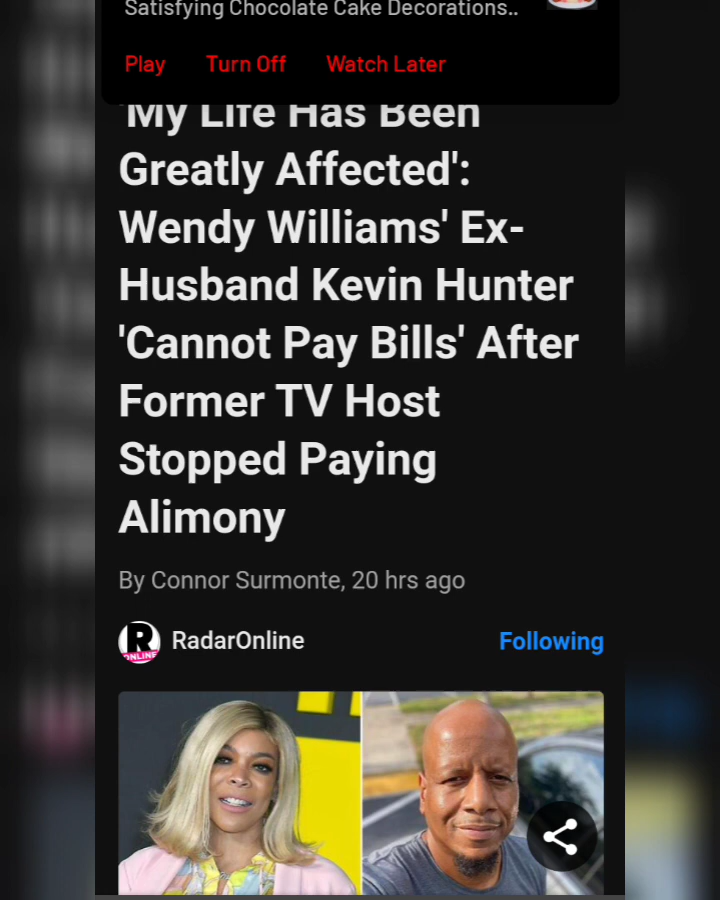 Satisfying Chocolate Cake Decorations..
Play Turn Off Watch Later
'My Life Has Been
Greatly Affected':
Wendy Williams' Ex-
Husband Kevin Hunter
'Cannot Pay Bills' After
Former TV Host
Stopped Paying
Alimony
By Connor Surmonte, 20 hrs ago
R
ONLINE
RadarOnline
Following